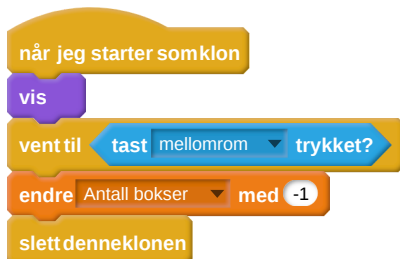 når jeg starter som klon
vis
vent til tast mellomrom trykket?
endre Antall bokser med -1
slett denne klonen